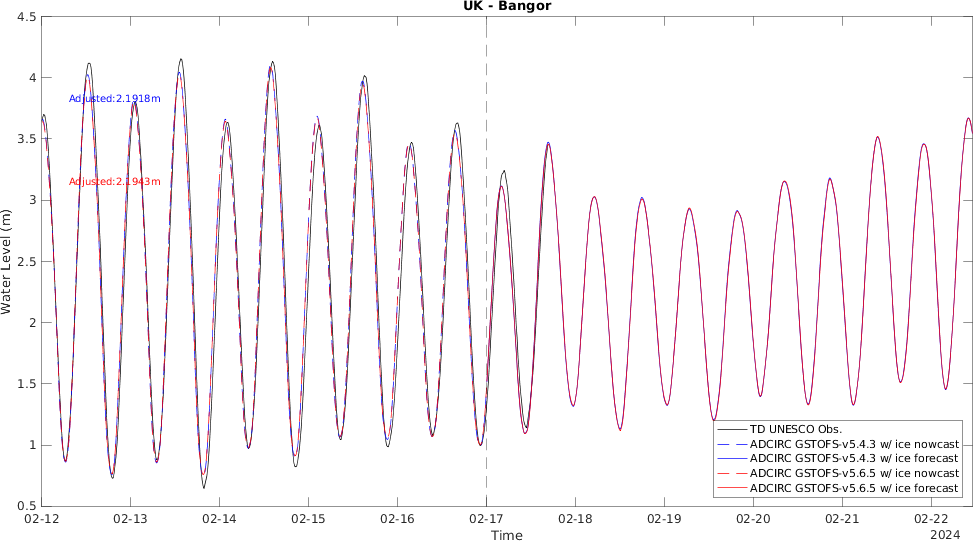 UK - Bangor
4.5
4
3.5
3
2.5
2
1.5
1
0.5
Water Level (m)
Adjusted:2.1918m
Adjusted:2.1943m
TD UNESCO Obs.
ADCIRC GSTOFS-v5.4.3 w/ ice nowcast
ADCIRC GSTOFS-v5.4.3 w/ ice forecast
ADCIRC GSTOFS-v5.6.5 w/ ice nowcast
ADCIRC GSTOFS-v5.6.5 w/ ice forecast
02-12 02-13 02-14 02-15 02-16 02-17 02-18 02-19 02-20 02-21 02-22
Time
2024